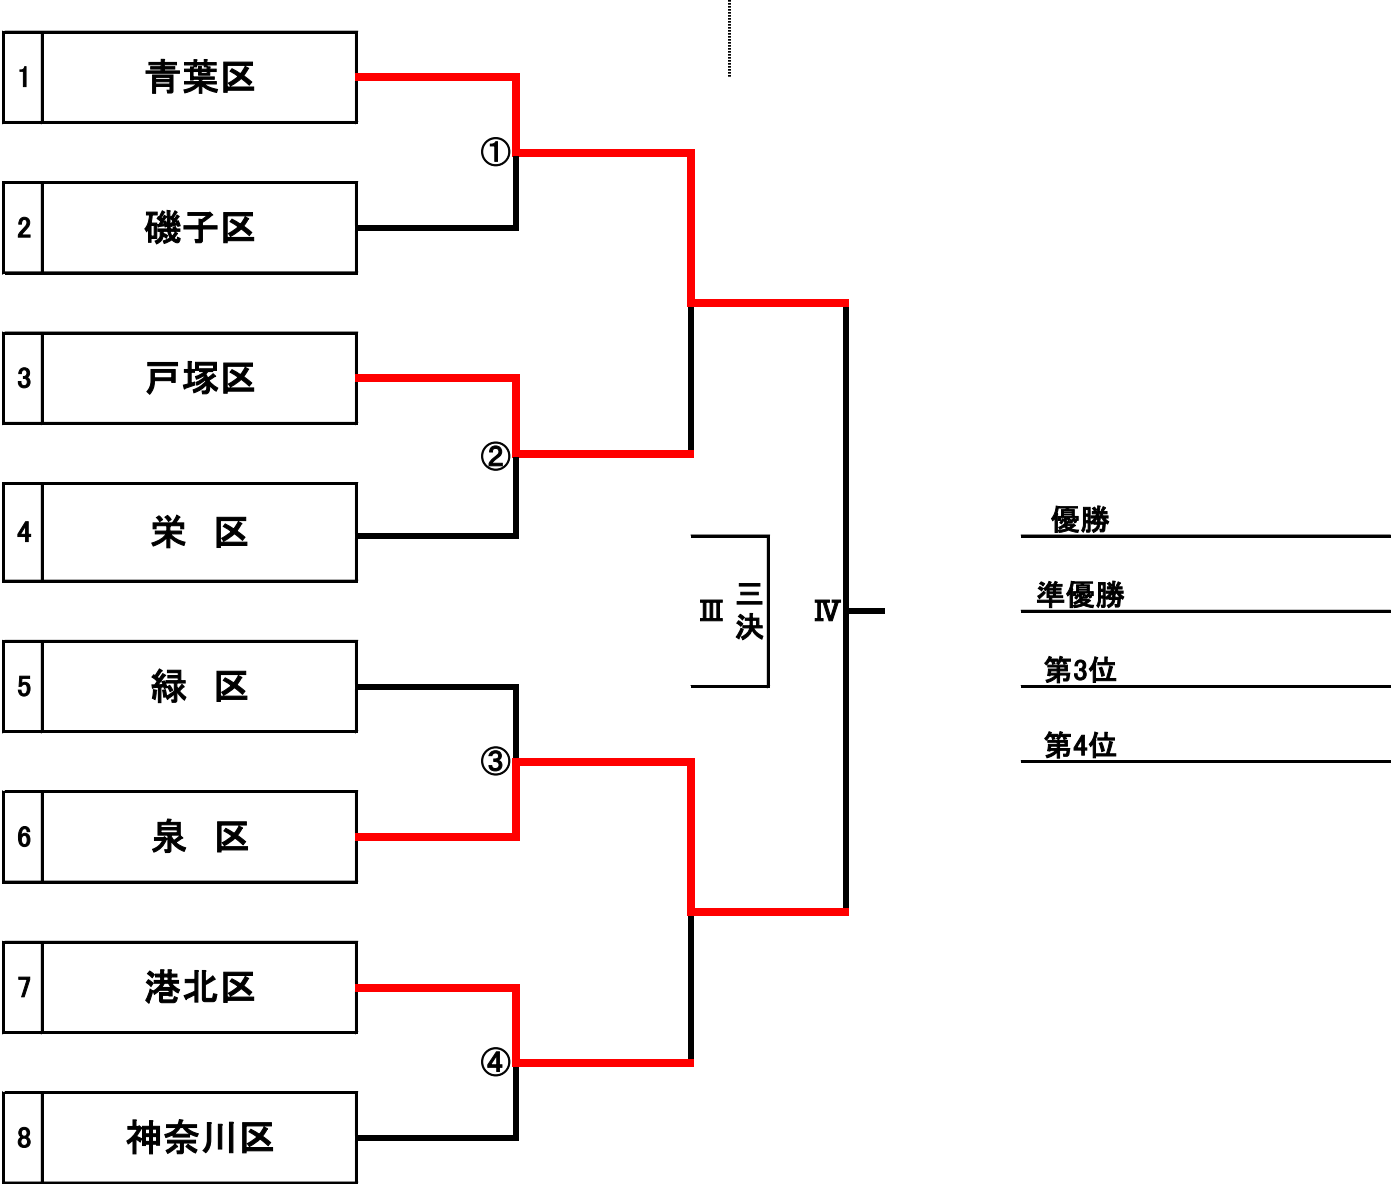 1 青葉区
①
2 磯子区
3 戸塚区
②
4 栄 区
優勝
準優勝
Ⅲ 三決 Ⅳ
第3位
5 緑 区
第4位
③
6 泉 区
7 港北区
④
8 神奈川区